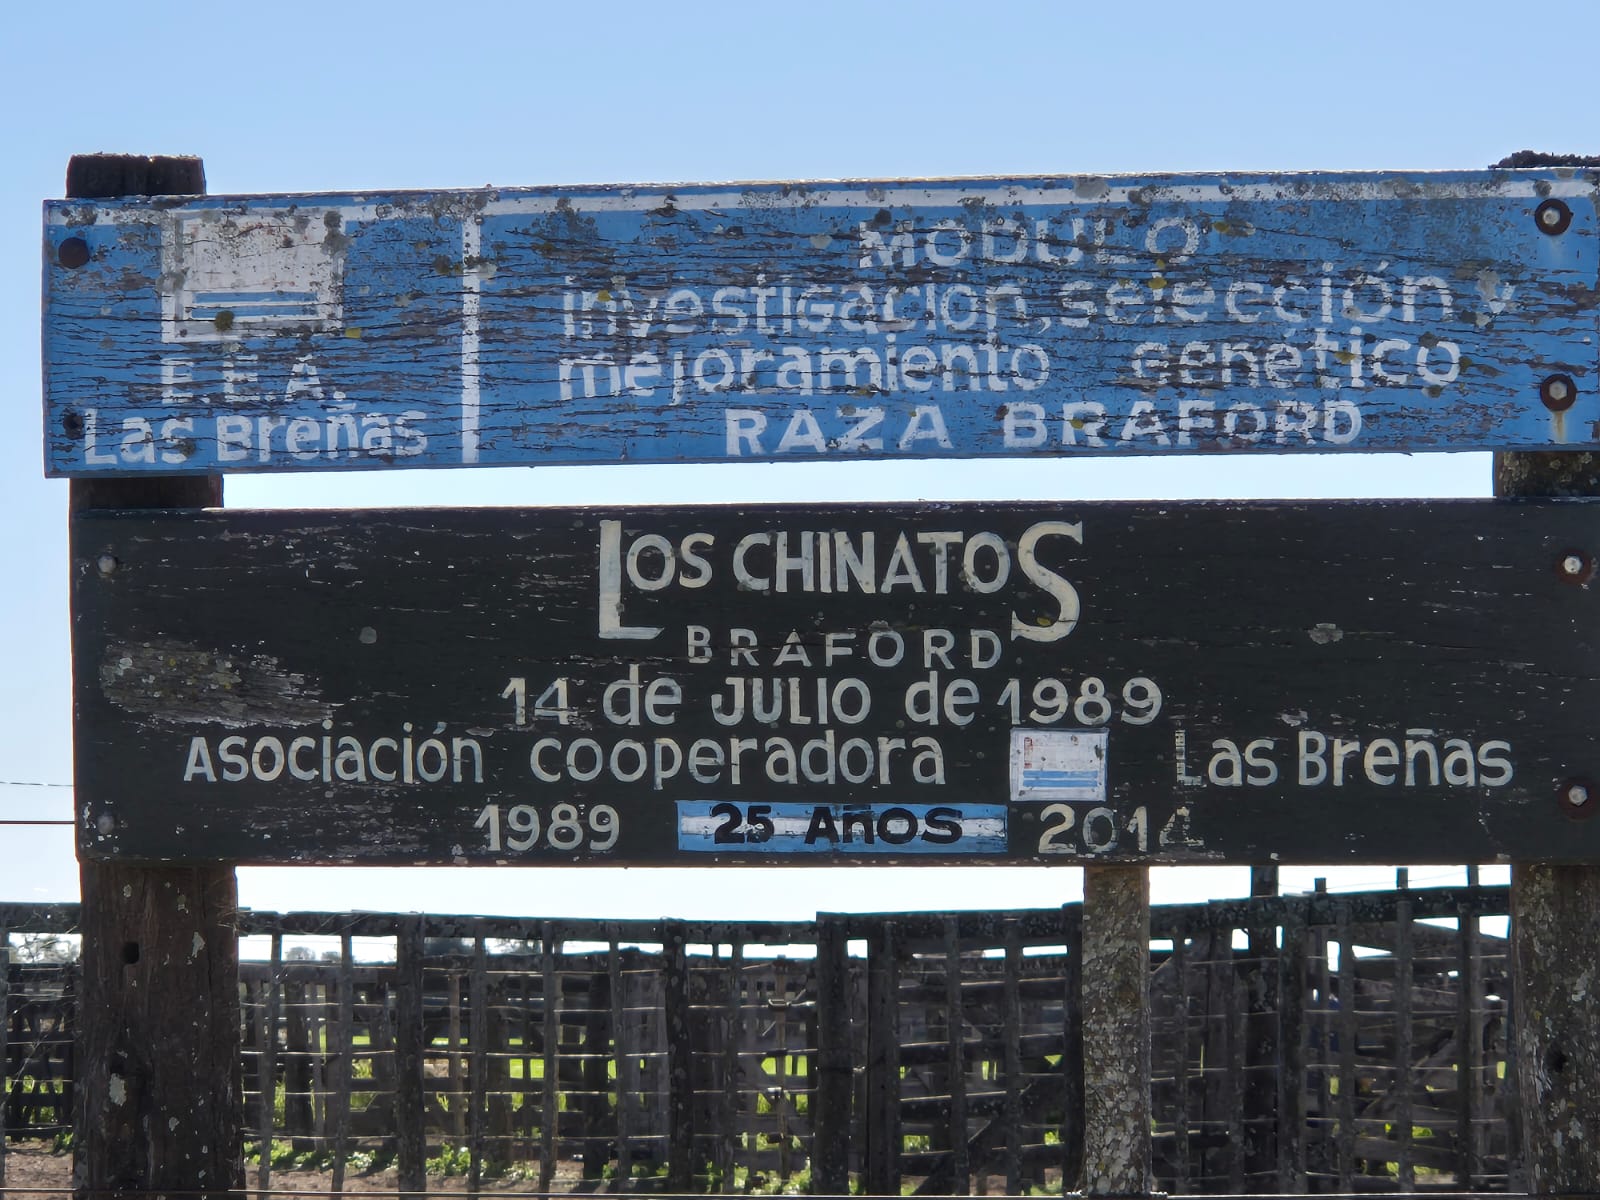 E.E.A.
Las Breñas
MODULO
investigación, selección y
mejoramiento genético
RAZA BRAFORD
LOS CHINATOS
BRAFORD
14 de JULIO de 1989
Asociación cooperadora Las Breñas
1989 25 AÑOS 2014